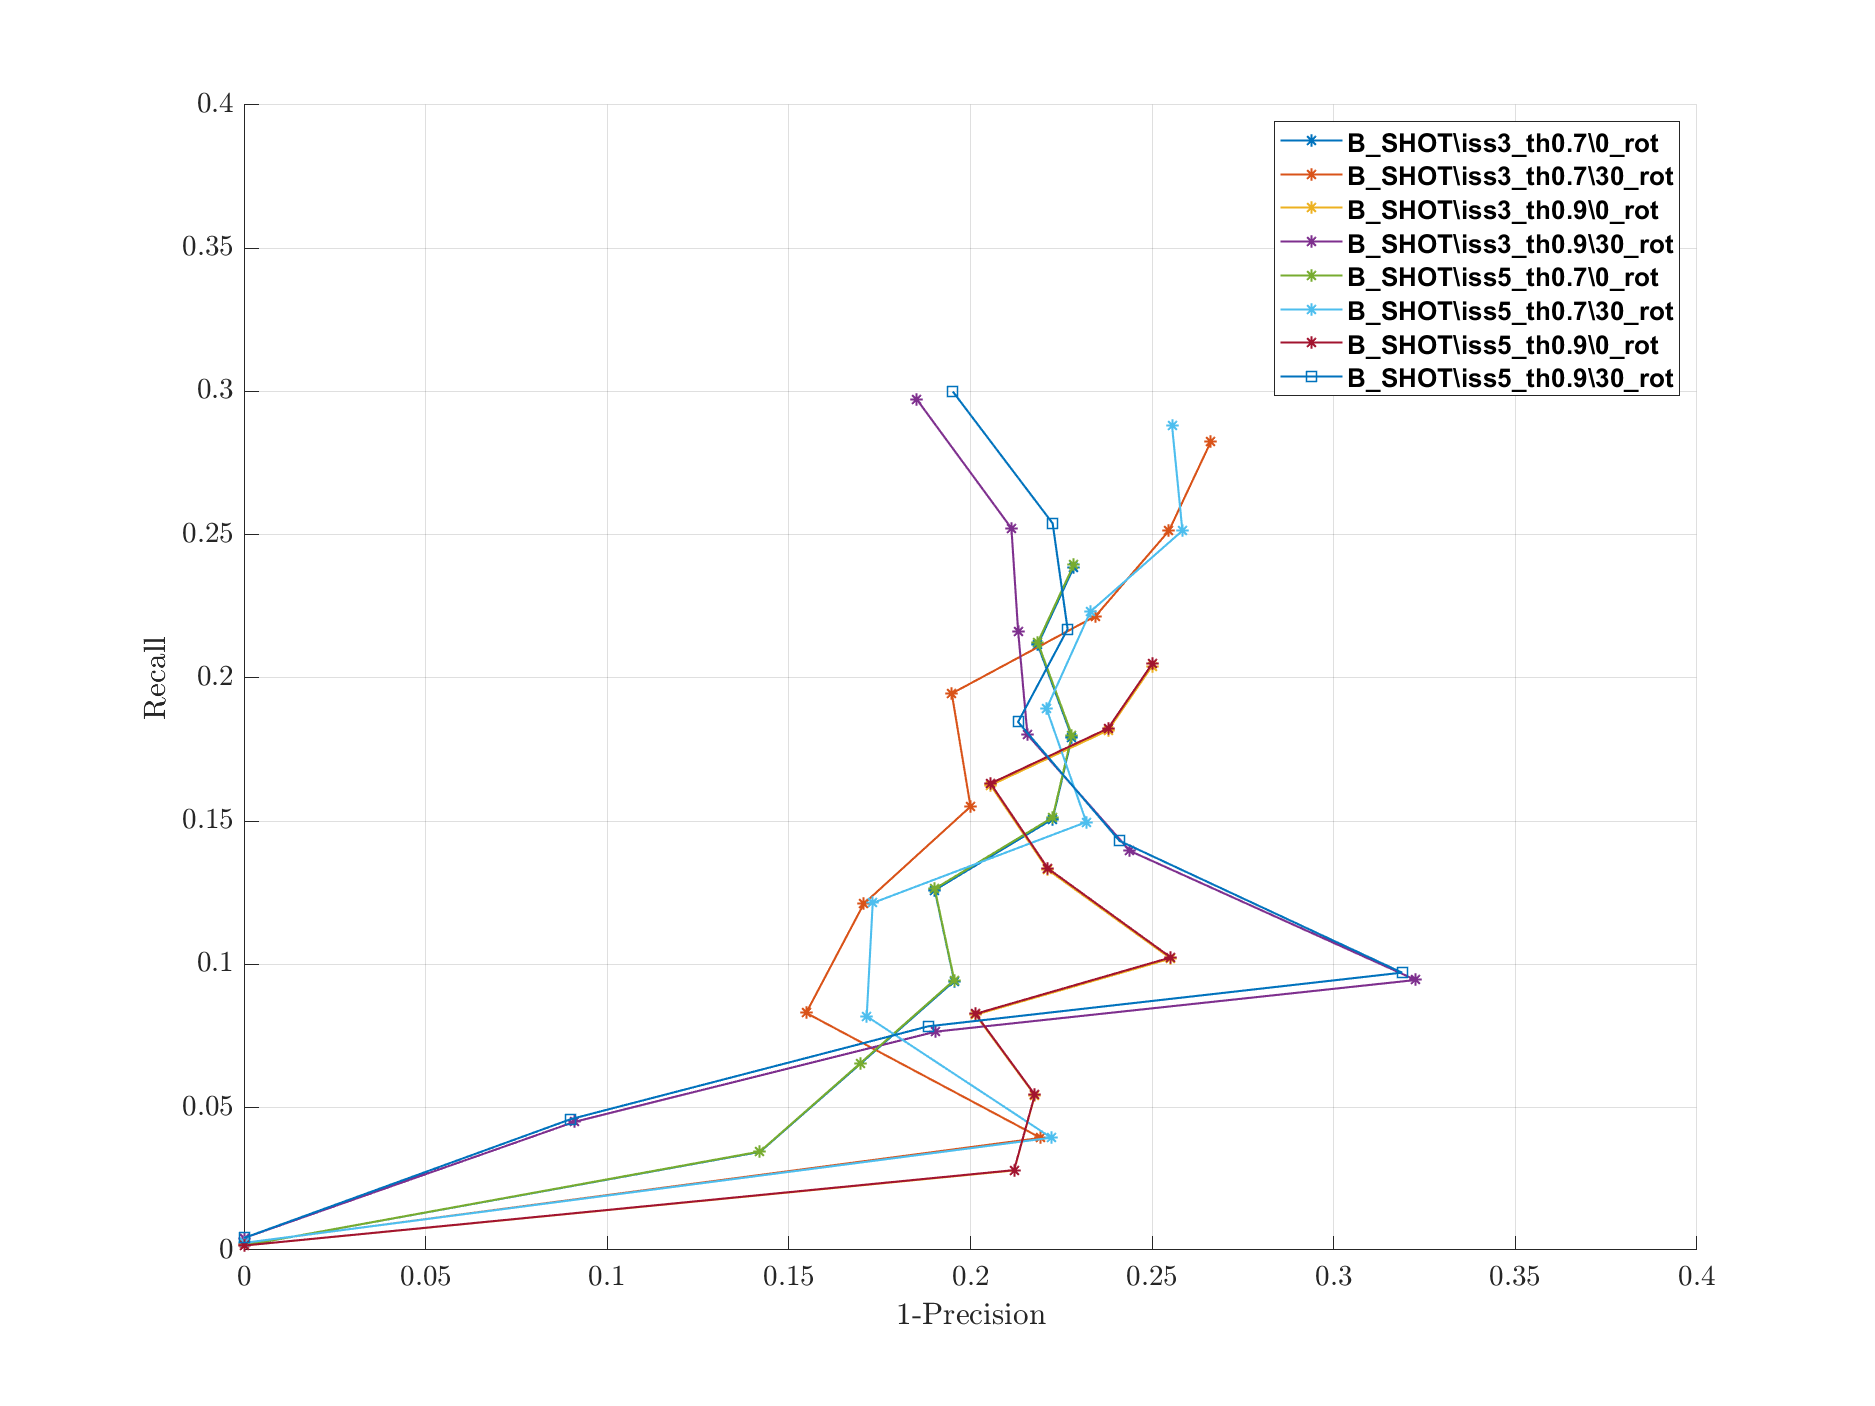 0.4
0.35
0.3
0.25
0.2
0.15
0.1
0.05
0
Recall
0 0.05 0.1 0.15 0.2 0.25 0.3 0.35 0.4
1-Precision
B_SHOT\iss3_th0.7\0_rot
B_SHOT\iss3_th0.7\30_rot
B_SHOT\iss3_th0.9\0_rot
B_SHOT\iss3_th0.9\30_rot
B_SHOT\iss5_th0.7\0_rot
B_SHOT\iss5_th0.7\30_rot
B_SHOT\iss5_th0.9\0_rot
B_SHOT\iss5_th0.9\30_rot